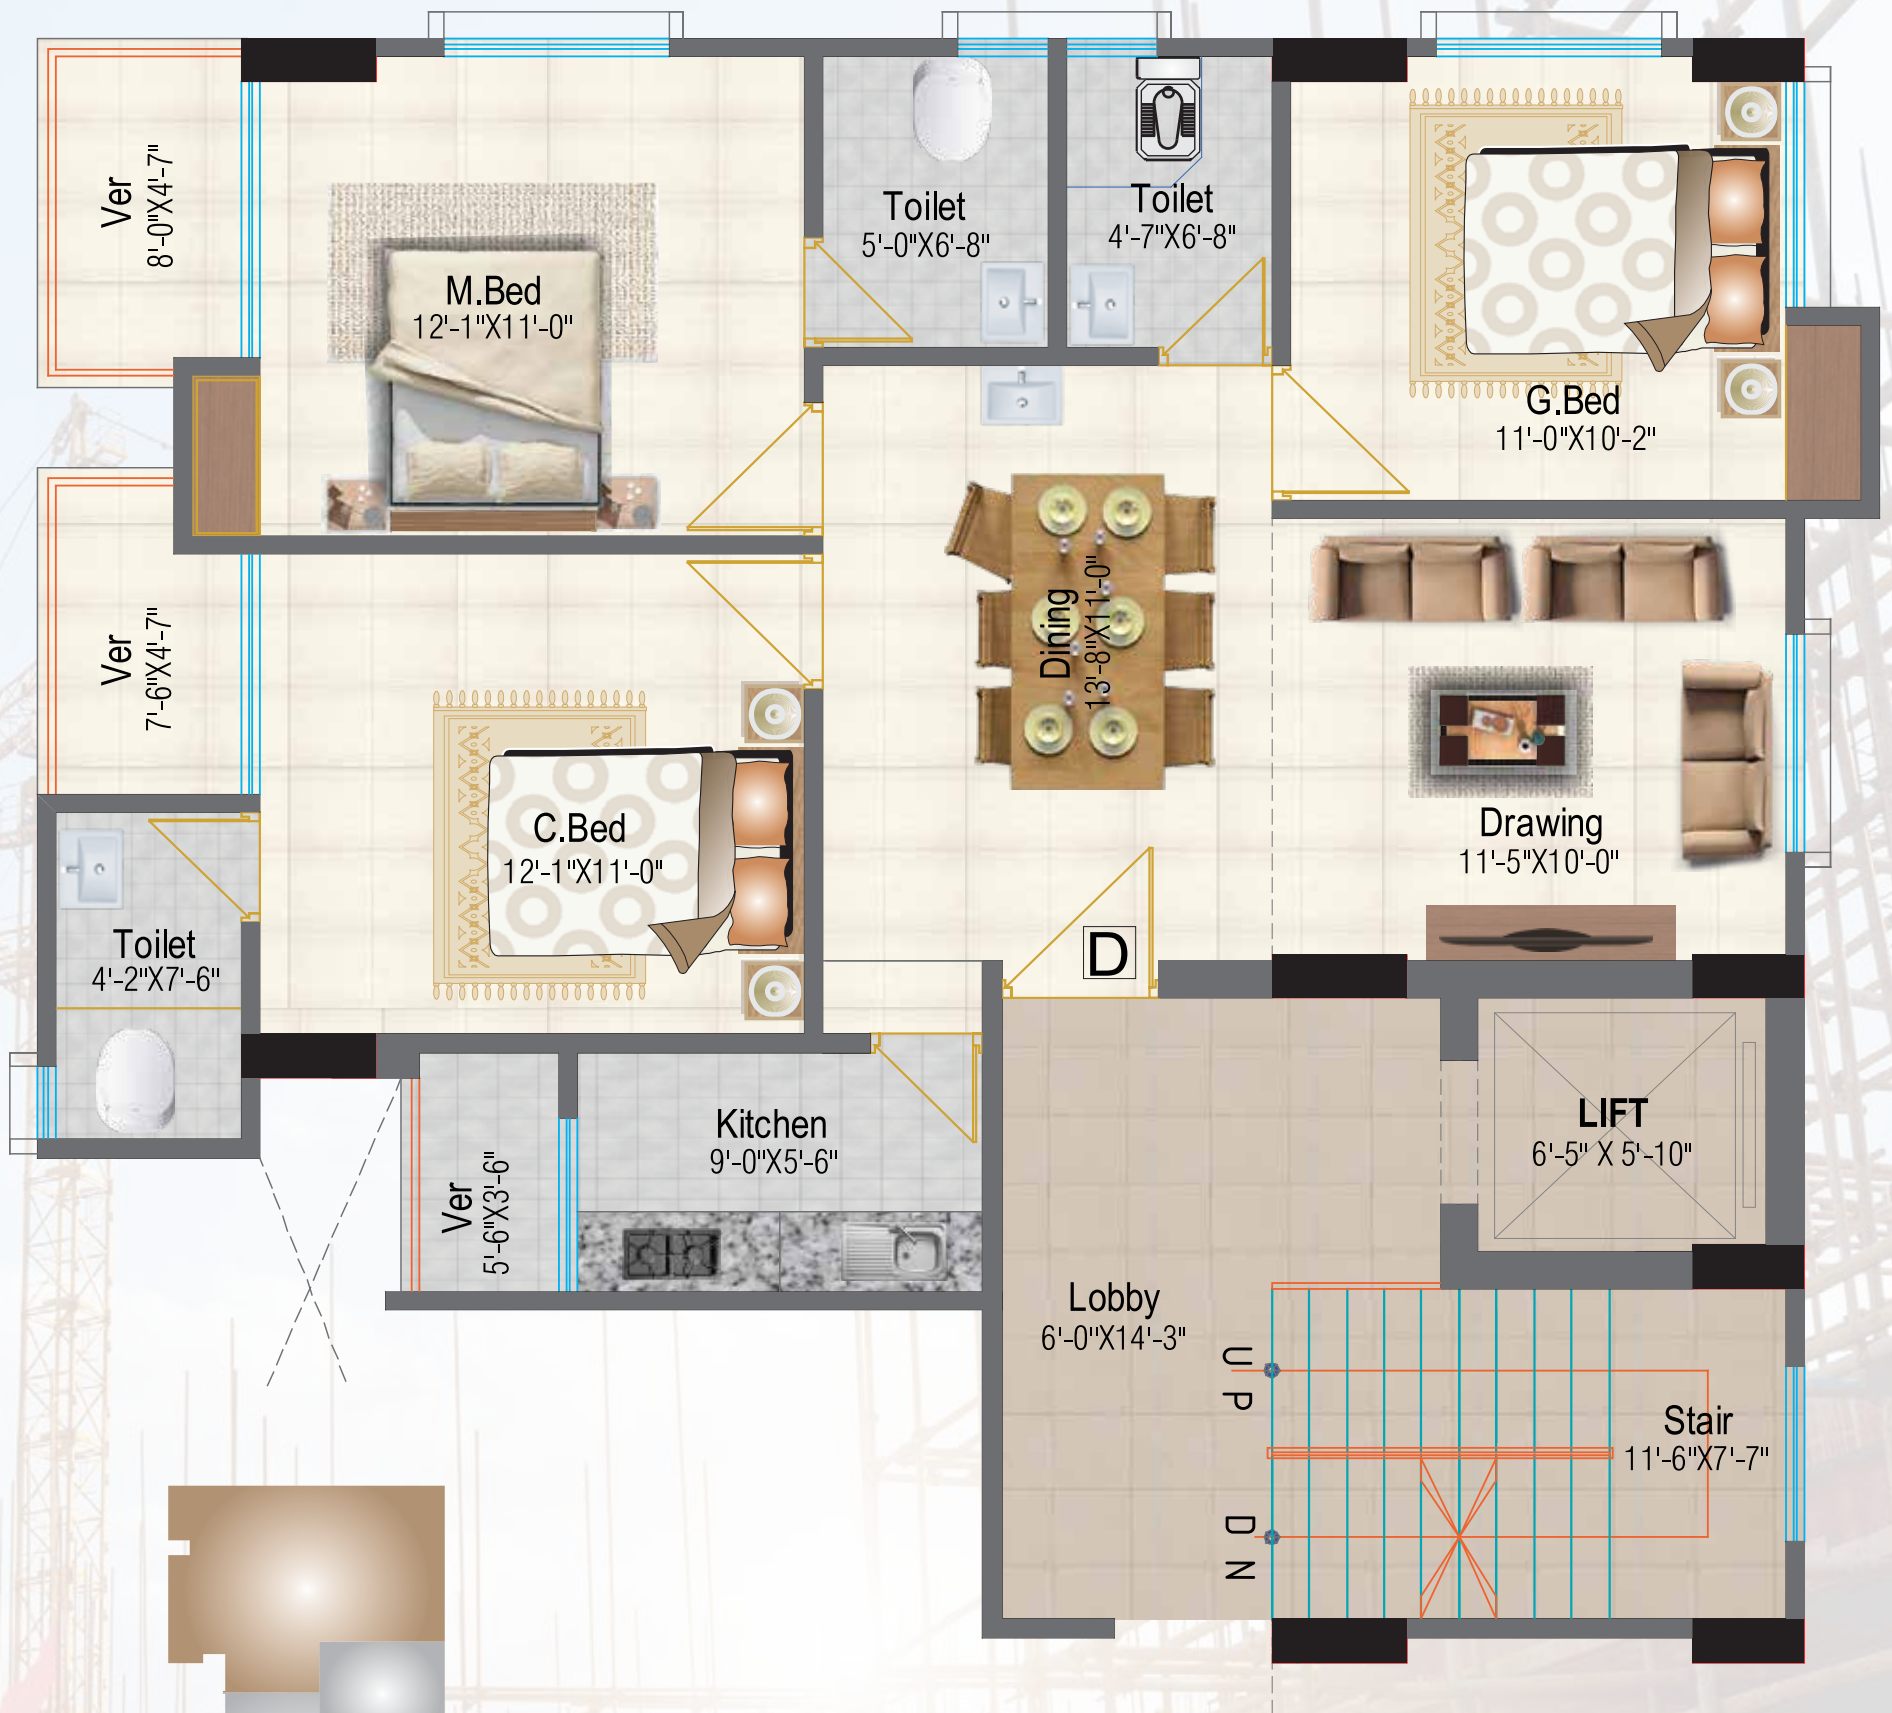 Ver
8'-0"X4'-7"
M.Bed
12'-1"X11'-0"
Toilet
5'-0"X6'-8"
Toilet
4'-7"X6'-8"
G.Bed
11'-0"X10'-2"
Ver
7'-6"X4'-7"
Dining
13'-8"X11'-0"
C.Bed
12'-1"X11'-0"
Drawing
11'-5"X10'-0"
Toilet
4'-2"X7'-6"
D
Kitchen
9'-0"X5'-6"
Ver
5'-6"X3'-6"
LIFT
6'-5" X 5'-10"
Lobby
6'-0"X14'-3"
UP
Stair
11'-6"X7'-7"
DN